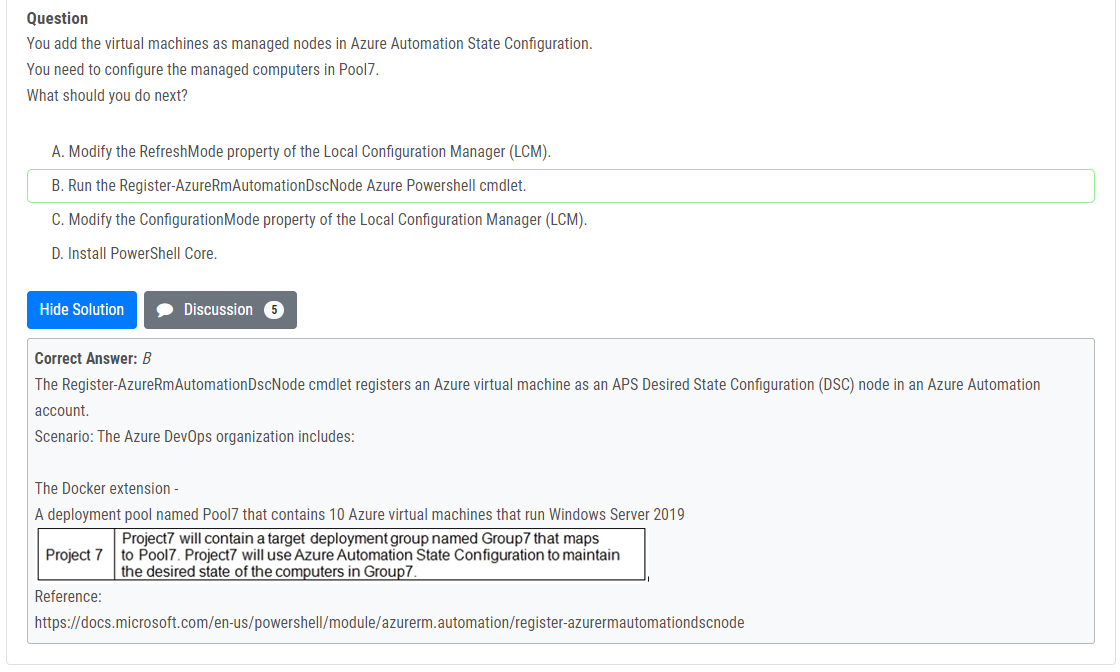 Question
You add the virtual machines as managed nodes in Azure Automation State Configuration.
You need to configure the managed computers in Pool7.
What should you do next?
A. Modify the RefreshMode property of the Local Configuration Manager (LCM).
B. Run the Register-AzureRmAutomationDscNode Azure Powershell cmdlet.
C. Modify the ConfigurationMode property of the Local Configuration Manager (LCM).
D. Install PowerShell Core.
Hide Solution
Discussion 5
Correct Answer: B
The Register-AzureRmAutomationDscNode cmdlet registers an Azure virtual machine as an APS Desired State Configuration (DSC) node in an Azure Automation
account.
Scenario: The Azure DevOps organization includes:
The Docker extension -
A deployment pool named Pool7 that contains 10 Azure virtual machines that run Windows Server 2019
Project 7
Project7 will contain a target deployment group named Group7 that maps
to Pool7. Project7 will use Azure Automation State Configuration to maintain
the desired state of the computers in Group7.
Reference:
https://docs.microsoft.com/en-us/powershell/module/azurerm.automation/register-azurermautomationdscnode